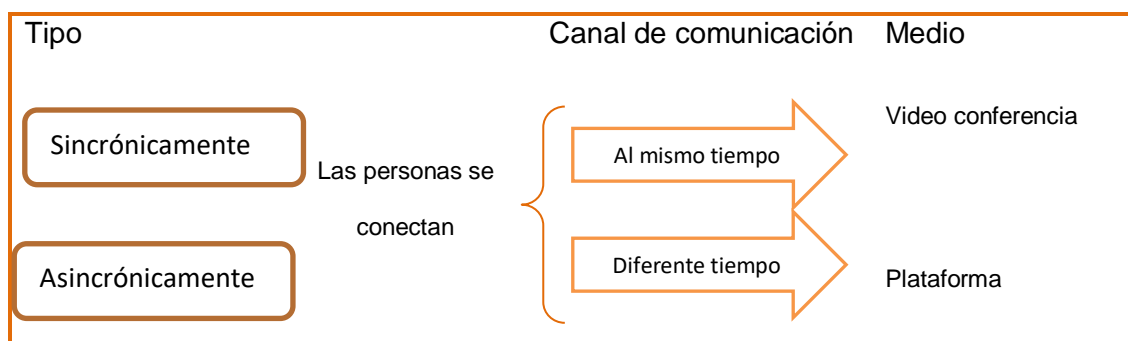 Tipo
Canal de comunicación
Medio
Sincrónicamente
Las personas se
conectan
Al mismo tiempo
Video conferencia
Asincrónicamente
Diferente tiempo
Plataforma